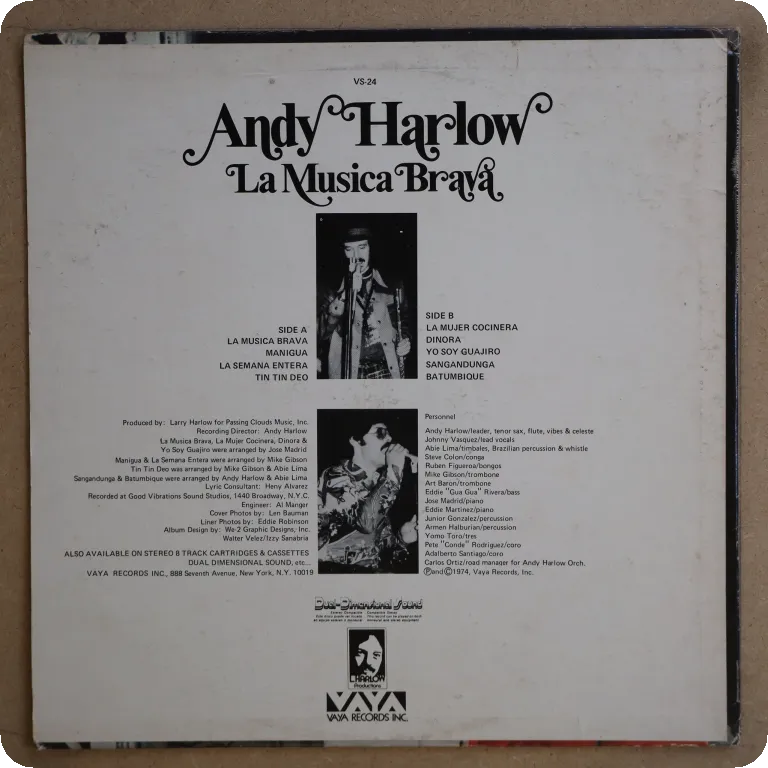 VS-24
Andy Harlow
La Musica Brava
SIDE A
LA MUSICA BRAVA
MANIGUA
LA SEMANA ENTERA
TIN TIN DEO
SIDE B
LA MUJER COCINERA
DINORA
YO SOY GUAJIRO
SANGANDUNGA
BATUMBIQUE
Produced by: Larry Harlow for Passing Clouds Music, Inc.
Recording Director: Andy Harlow
La Musica Brava, La Mujer Cocinera, Dinora &
Yo Soy Guajiro were arranged by Jose Madrid
Manigua & La Semana Entera were arranged by Mike Gibson
Tin Tin Deo was arranged by Mike Gibson & Abie Lima
Sangandunga & Batumbique were arranged by Andy Harlow & Abie Lima
Lyric Consultant: Heny Alvarez
Recorded at Good Vibrations Sound Studios, 1440 Broadway, N.Y.C.
Engineer: Al Manger
Cover Photos by: Len Bauman
Liner Photos by: Eddie Robinson
Album Design by: We-2 Graphic Designs, Inc.
Walter Velez/Izzy Sanabria
ALSO AVAILABLE ON STEREO 8 TRACK CARTRIDGES & CASSETTES
DUAL DIMENSIONAL SOUND, etc...
VAYA RECORDS INC., 888 Seventh Avenue, New York, N.Y. 10019
Personnel
Andy Harlow/leader, tenor sax, flute, vibes & celeste
Johnny Vasquez/lead vocals
Abie Lima/timbales, Brazilian percussion & whistle
Steve Colon/conga
Ruben Figueroa/bongos
Mike Gibson/trombone
Art Baron/trombone
Eddie "Gua Gua" Rivera/bass
Jose Madrid/piano
Eddie Martinez/piano
Junior Gonzalez/percussion
Armen Halburian/percussion
Yomo Toro/tres
Pete "Conde" Rodriguez/coro
Adalberto Santiago/coro
Carlos Ortiz/road manager for Andy Harlow Orch.
Ⓟand©1974, Vaya Records, Inc.
Dual-Dimensional Sound
L. HARLOW
Productions
VAYA
VAYA RECORDS INC.